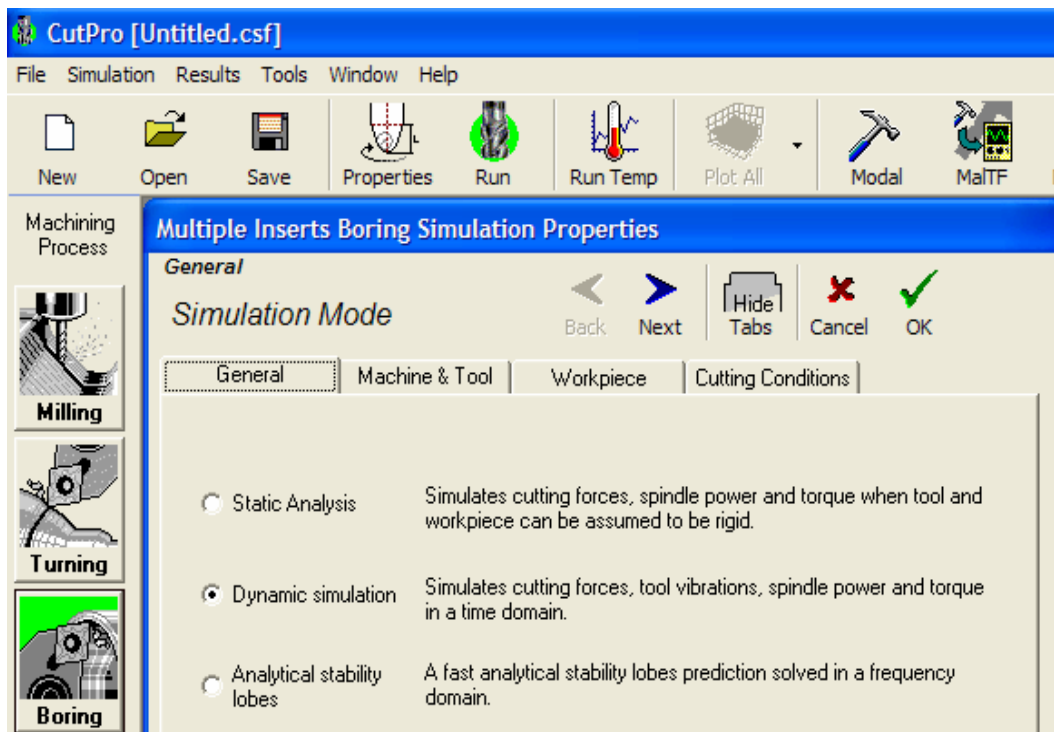 CutPro [Untitled.csf]
File Simulation Results Tools Window Help
New Open Save Properties Run Run Temp Plot All Modal MalTF
Machining
Process
Multiple Inserts Boring Simulation Properties
General
Simulation Mode
Back Next Hide Tabs Cancel OK
General Machine & Tool Workpiece Cutting Conditions
Milling
Static Analysis
Simulates cutting forces, spindle power and torque when tool and
workpiece can be assumed to be rigid.
Turning
Dynamic simulation
Simulates cutting forces, tool vibrations, spindle power and torque
in a time domain.
Analytical stability
lobes
A fast analytical stability lobes prediction solved in a frequency
domain.
Boring